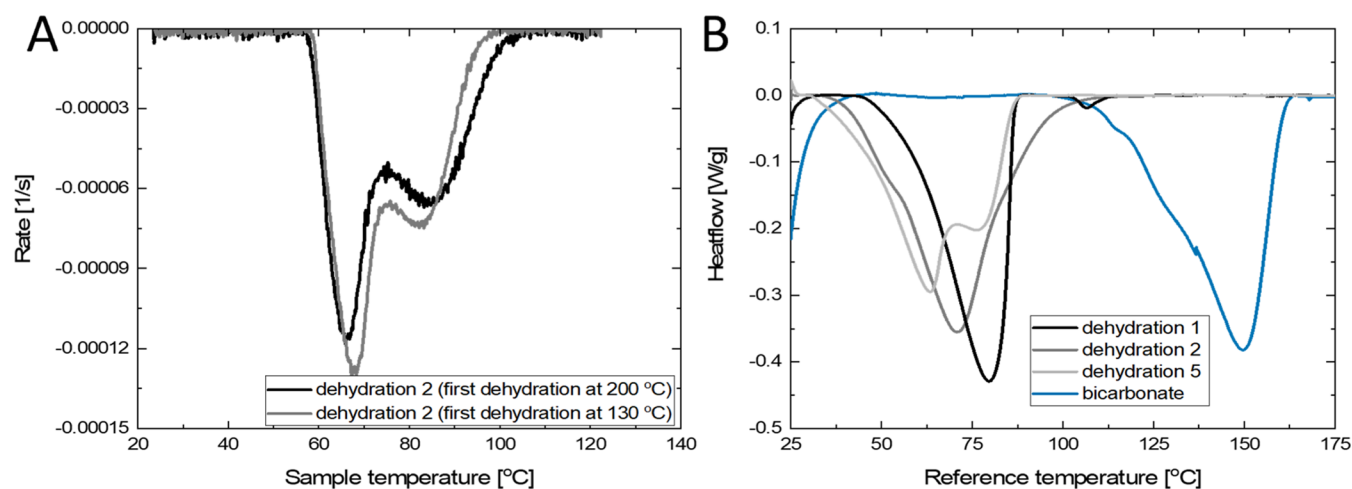 A
0.00000
-0.00003
-0.00006
-0.00009
-0.00012
-0.00015
Rate [1/s]
dehydration 2 (first dehydration at 200 °C)
dehydration 2 (first dehydration at 130 °C)
20 40 60 80 100 120 140
Sample temperature [°C]
B
0.1
0.0
-0.1
-0.2
-0.3
-0.4
-0.5
Heatflow [W/g]
dehydration 1
dehydration 2
dehydration 5
bicarbonate
25 50 75 100 125 150 175
Reference temperature [°C]